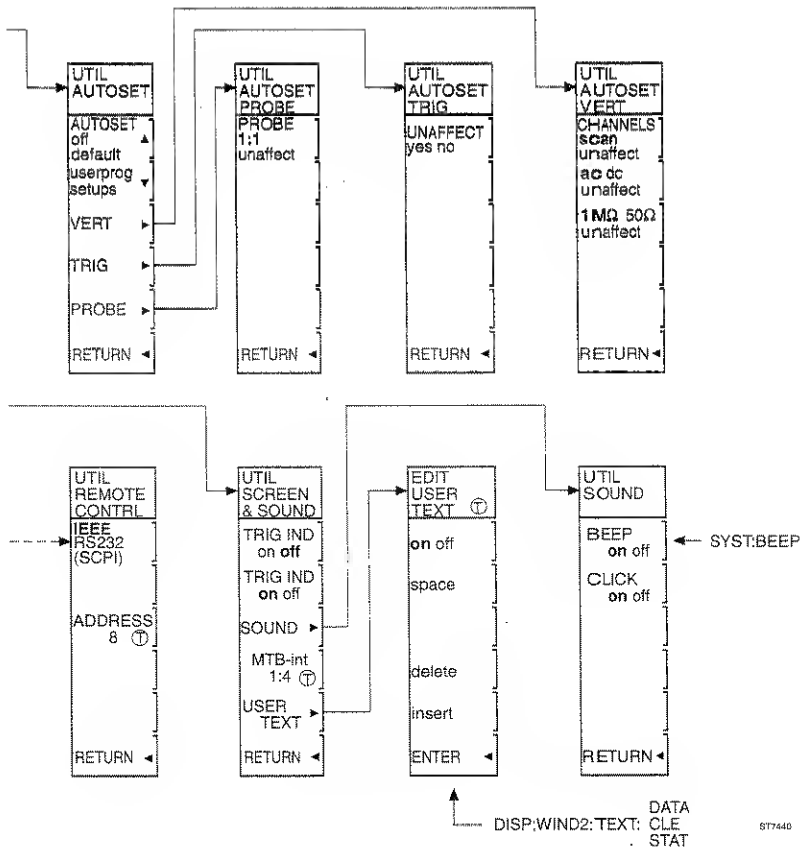 UTIL
AUTOSET
AUTOSET
off
default
userprog
setups
VERT
TRIG
PROBE
RETURN
UTIL
AUTOSET
PROBE
PROBE
1:1
unaffect
RETURN
UTIL
AUTOSET
TRIG
UNAFFECT
yes no
RETURN
UTIL
AUTOSET
VERT
CHANNELS
scan
unaffect
ac dc
unaffect
1MΩ 50Ω
unaffect
RETURN
UTIL
REMOTE
CONTRL
IEEE
RS232
(SCPI)
ADDRESS
8 Ⓣ
RETURN
UTIL
SCREEN
& SOUND
TRIG IND
on off
TRIG IND
on off
SOUND
MTB-int
1:4 Ⓣ
USER
TEXT
RETURN
EDIT
USER
TEXT Ⓣ
on off
space
delete
insert
ENTER
UTIL
SOUND
BEEP
on off
CLICK
on off
RETURN
SYST:BEEP
DATA
DISP:WIND2:TEXT: CLE
STAT
ST7440